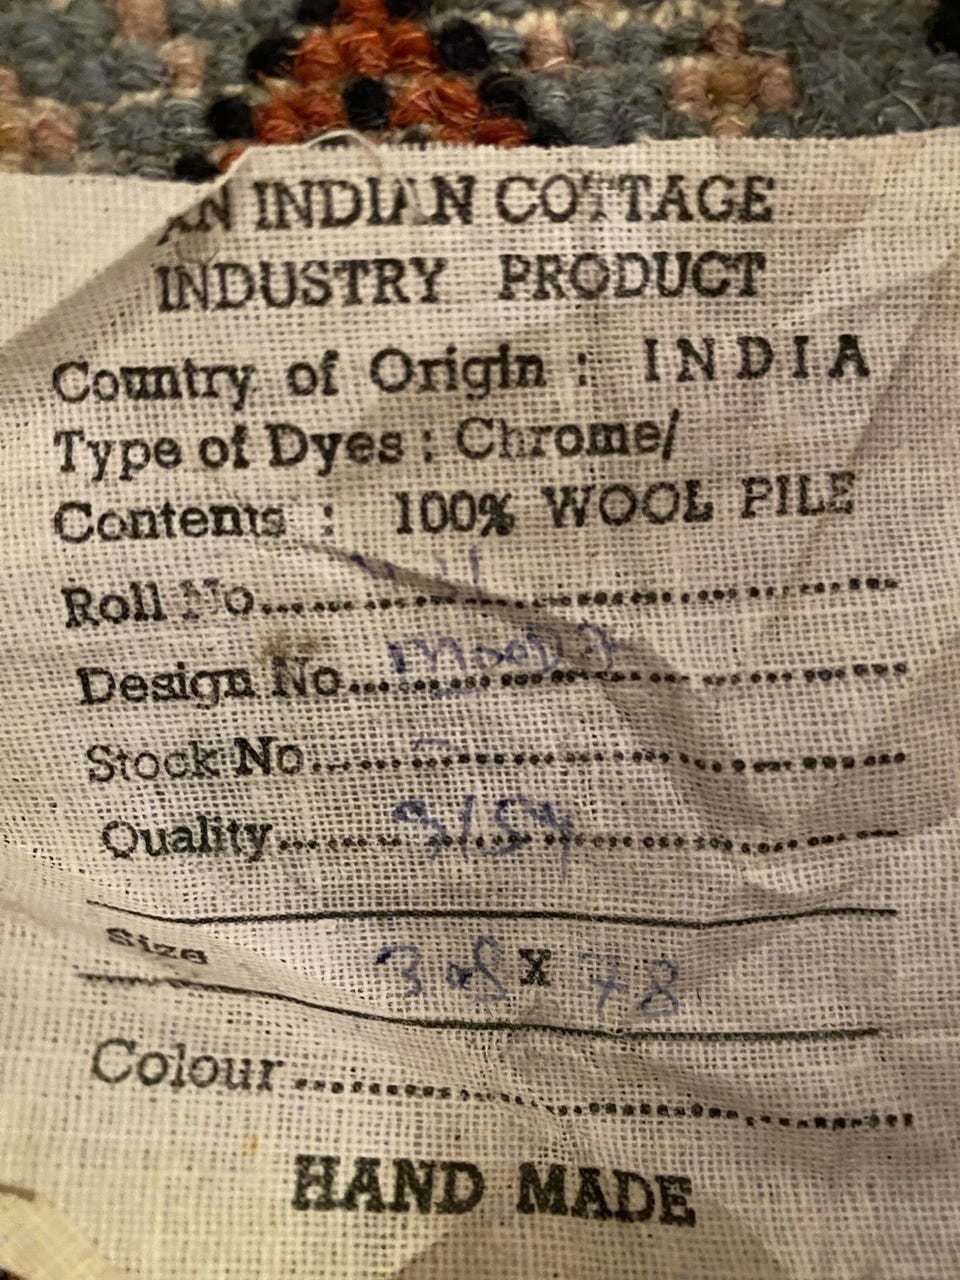 AN INDIAN COTTAGE
INDUSTRY PRODUCT
Country of Origin : INDIA
Type of Dyes : Chrome/
Contents : 100% WOOL PILE
Roll No..............................
Design No..............................
Stock No..............................
Quality.............................. 
Size X 78
Colour..............................
HAND MADE